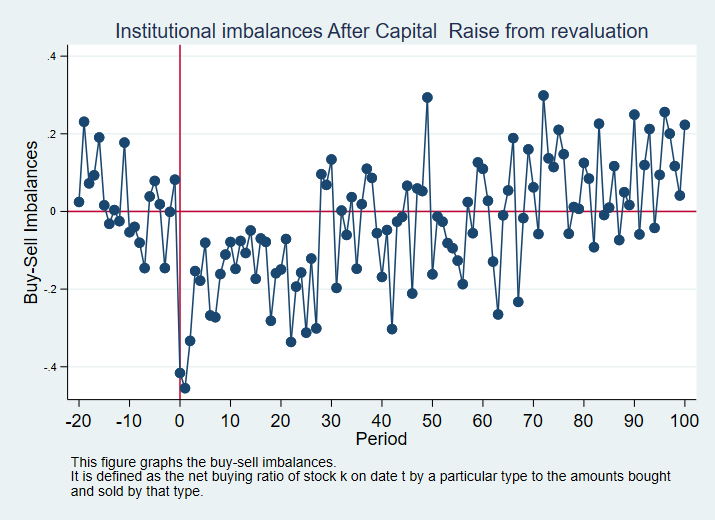 Institutional imbalances After Capital  Raise from revaluation
Buy-Sell Imbalances
.4
.2
0
-.2
-.4
-20 -10 0 10 20 30 40 50 60 70 80 90 100
Period
This figure graphs the buy-sell imbalances.
It is defined as the net buying ratio of stock k on date t by a particular type to the amounts bought
and sold by that type.